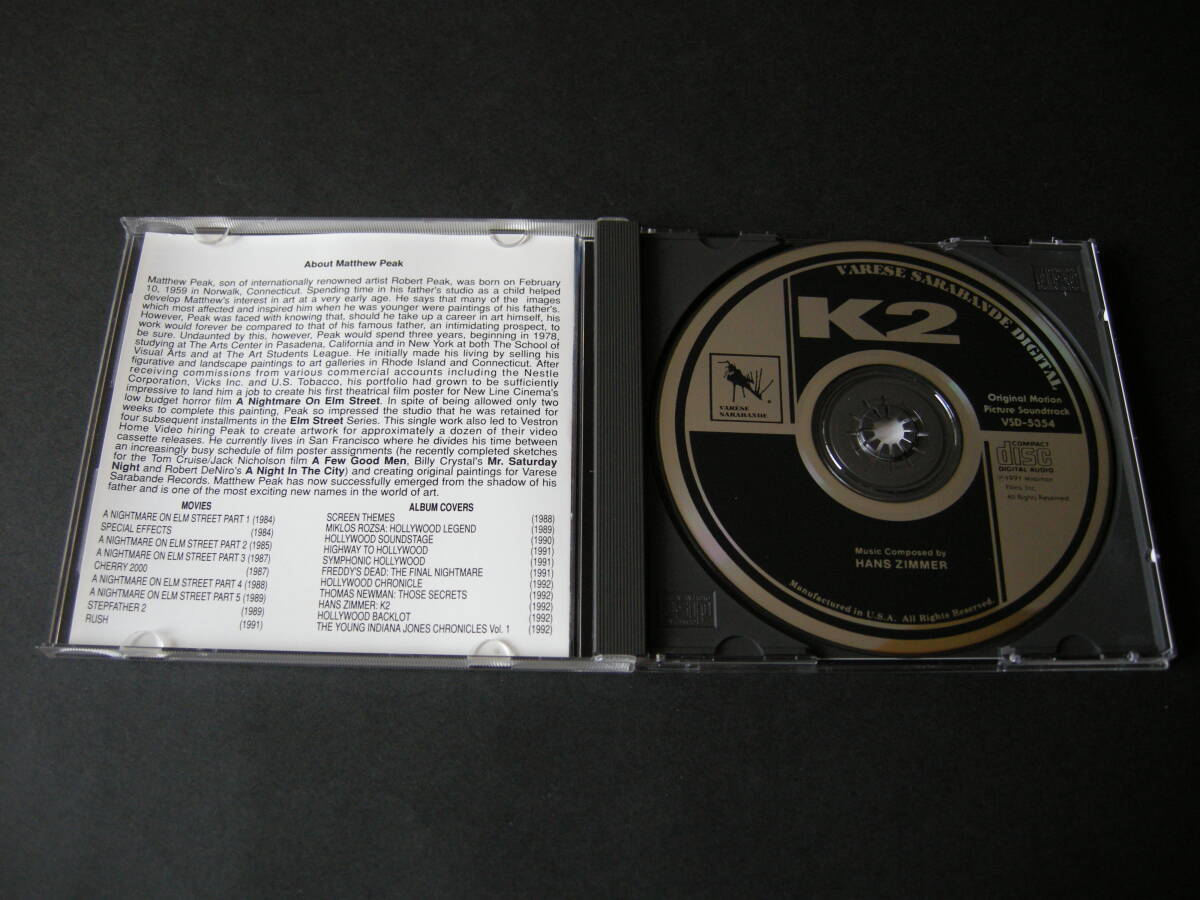 About Matthew Peak
Matthew Peak, son of internationally renowned artist Robert Peak, was born on February
10, 1959 in Norwalk, Connecticut. Spending time in his father's studio as a child helped
develop Matthew's interest in art at a very early age. He says that many of the images
which most affected and inspired him when he was younger were paintings of his father's.
However, Peak was faced with knowing that, should he take up a career in art himself, his
work would forever be compared to that of his famous father, an intimidating prospect, to
be sure. Undaunted by this, however, Peak would spend three years, beginning in 1978,
studying at The Arts Center in Pasadena, California and in New York at both The School of
Visual Arts and at The Art Students League. He initially made his living by selling his
figurative and landscape paintings to art galleries in Rhode Island and Connecticut. After
receiving commissions from various commercial accounts including the Nestle
Corporation, Vicks Inc. and U.S. Tobacco, his portfolio had grown to be sufficiently
impressive to land him a job to create his first theatrical film poster for New Line Cinema's
low budget horror film A Nightmare On Elm Street. In spite of being allowed only two
weeks to complete this painting, Peak so impressed the studio that he was retained for
four subsequent installments in the Elm Street Series. This single work also led to Vestron
Home Video hiring Peak to create artwork for approximately a dozen of their video
cassette releases. He currently lives in San Francisco where he divides his time between
an increasingly busy schedule of film poster assignments (he recently completed sketches
for the Tom Cruise/Jack Nicholson film A Few Good Men, Billy Crystal's Mr. Saturday
Night and Robert DeNiro's A Night In The City) and creating original paintings for Varese
Sarabande Records. Matthew Peak has now successfully emerged from the shadow of his
father and is one of the most exciting new names in the world of art.
MOVIES
A NIGHTMARE ON ELM STREET PART 1 (1984)
SPECIAL EFFECTS (1984)
A NIGHTMARE ON ELM STREET PART 2 (1985)
A NIGHTMARE ON ELM STREET PART 3 (1987)
CHERRY 2000 (1987)
A NIGHTMARE ON ELM STREET PART 4 (1988)
A NIGHTMARE ON ELM STREET PART 5 (1989)
STEPFATHER 2 (1989)
RUSH (1991)
ALBUM COVERS
SCREEN THEMES (1988)
MIKLOS ROZSA: HOLLYWOOD LEGEND (1989)
HOLLYWOOD SOUNDSTAGE (1990)
HIGHWAY TO HOLLYWOOD (1991)
SYMPHONIC HOLLYWOOD (1991)
FREDDY'S DEAD: THE FINAL NIGHTMARE (1991)
HOLLYWOOD CHRONICLE (1992)
THOMAS NEWMAN: THOSE SECRETS (1992)
HANS ZIMMER: K2 (1992)
HOLLYWOOD BACKLOT (1992)
THE YOUNG INDIANA JONES CHRONICLES Vol. 1 (1992)
VARESE SARABANDE DIGITAL
K2
VARESE
SARABANDE
Original Motion
Picture Soundtrack
VSD-5354
COMPACT
disc
DIGITAL AUDIO
℗1991
Films, Inc.
All Rights Reserved.
Music Composed by
HANS ZIMMER
Manufactured in U.S.A. All Rights Reserved.